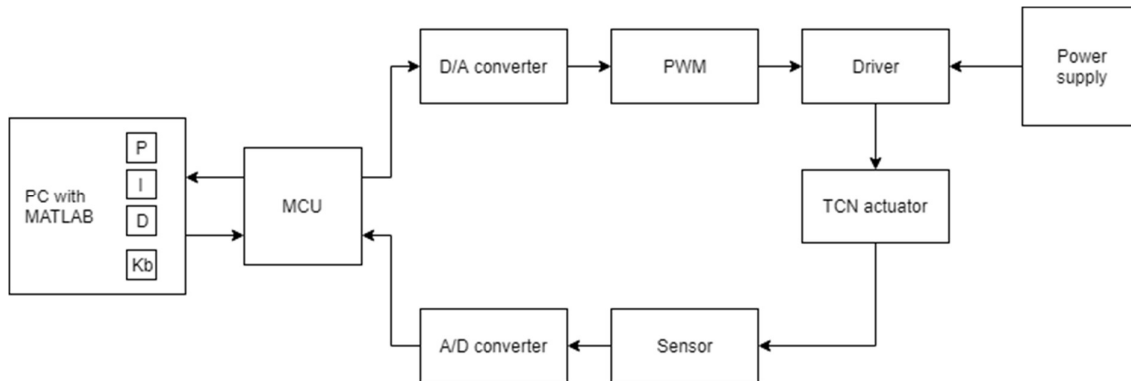 D/A converter
PWM
Driver
Power
supply
PC with
MATLAB
P
I
D
Kb
MCU
TCN actuator
A/D converter
Sensor